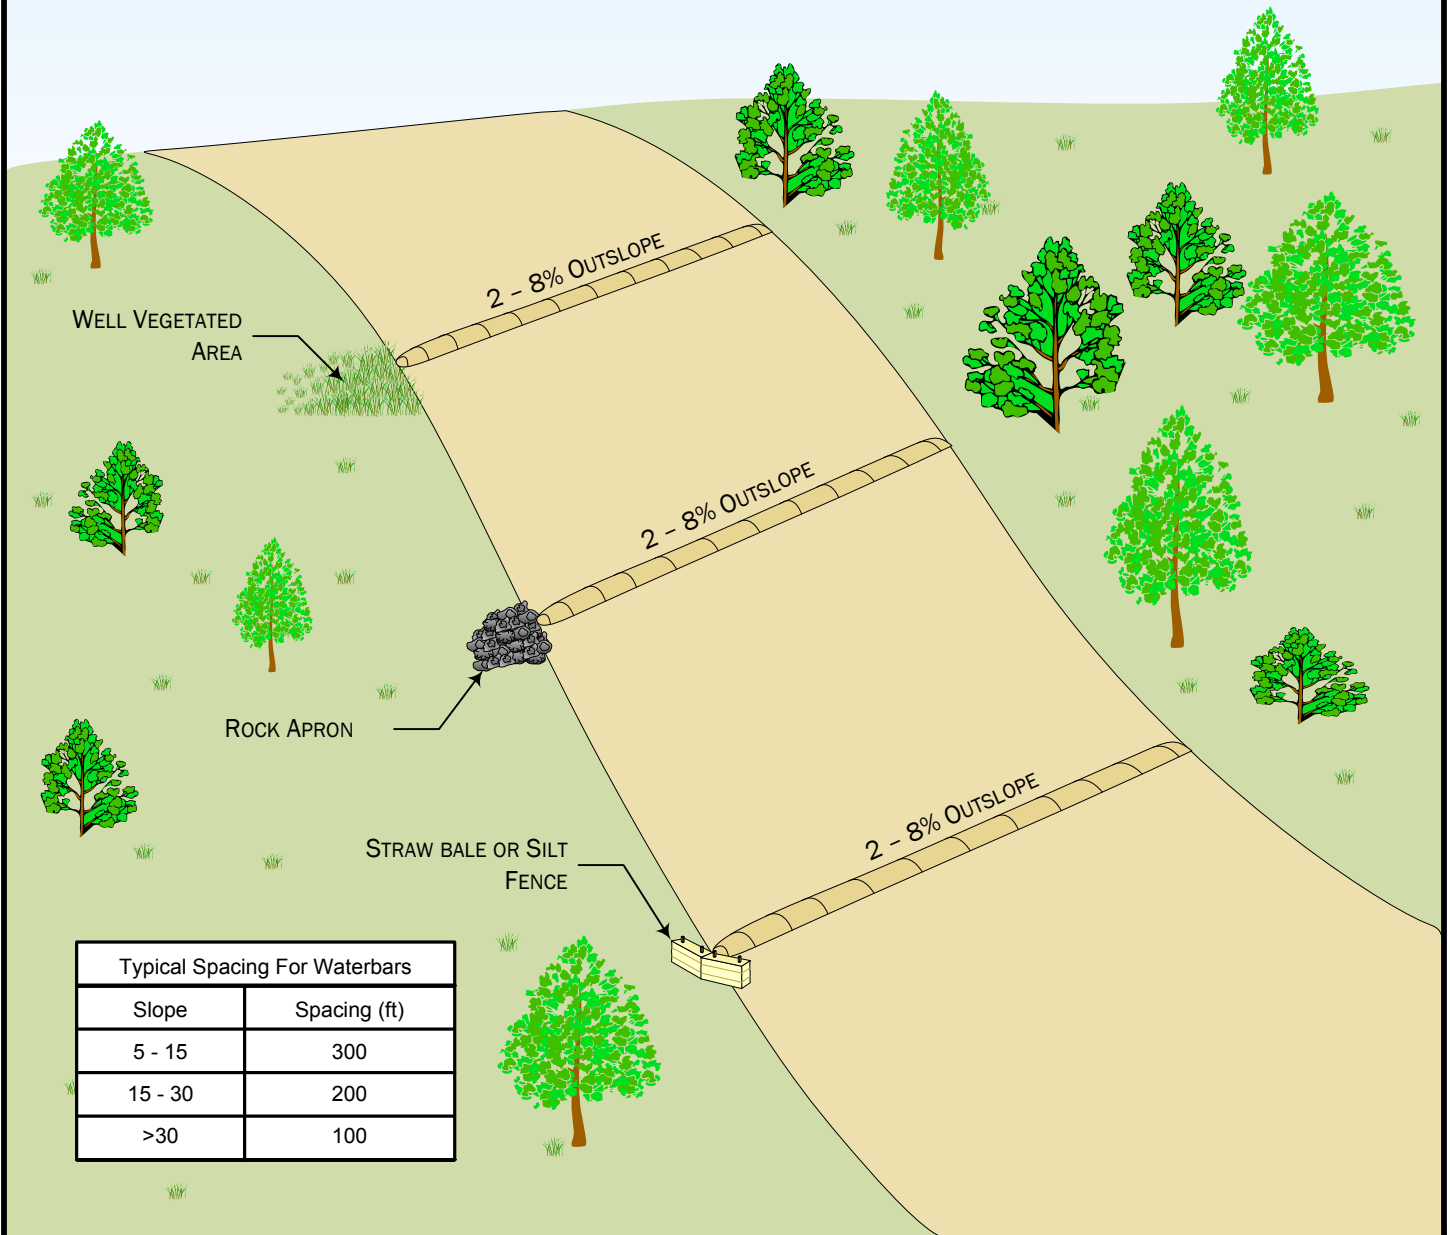 2 – 8% OUTSLOPE
WELL VEGETATED
AREA
2 – 8% OUTSLOPE
ROCK APRON
2 – 8% OUTSLOPE
STRAW BALE OR SILT
FENCE
Typical Spacing For Waterbars
Slope Spacing (ft)
5 - 15 300
15 - 30 200
>30 100